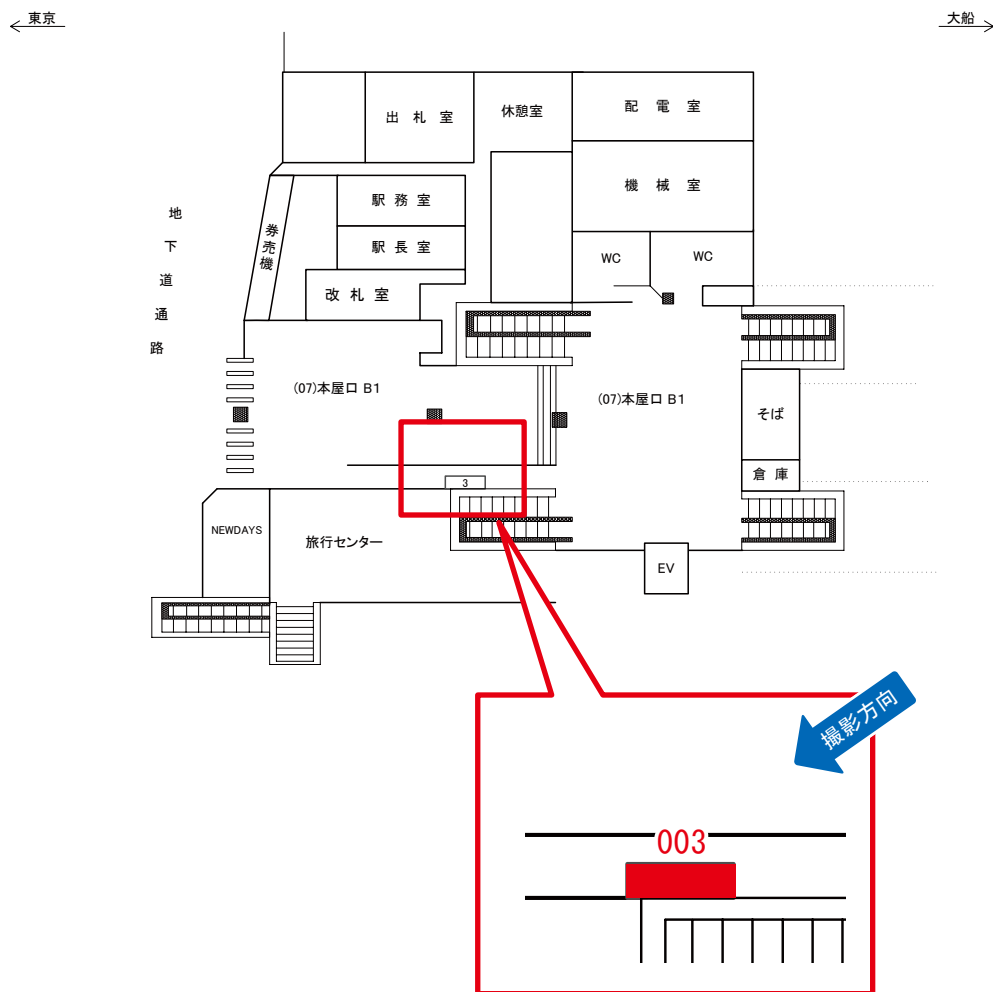 東京
大船
出札室
休憩室
配電室
機械室
駅務室
駅長室
改札室
券売機
地下道通路
WC
WC
(07)本屋口 B1
(07)本屋口 B1
そば
倉庫
3
NEWDAYS
旅行センター
EV
撮影方向
003